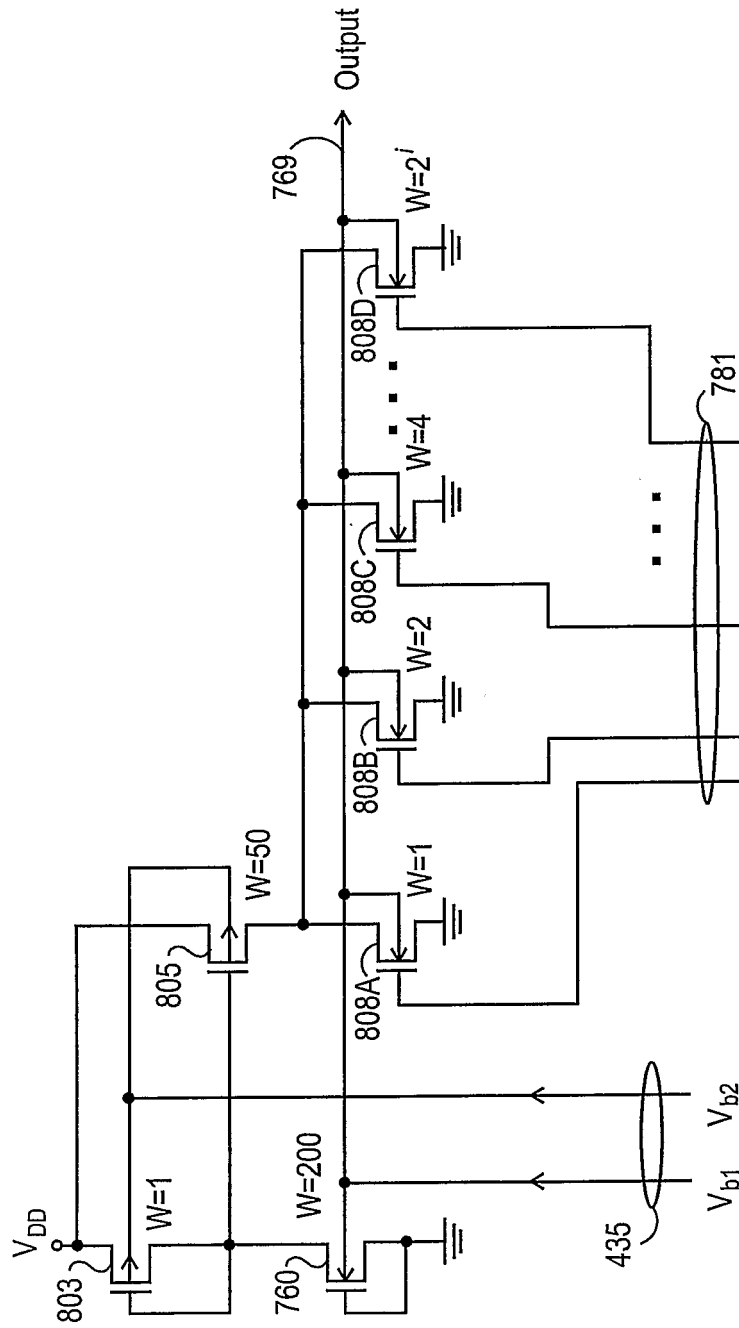 V_DD
803
W=1
805
W=50
760
W=200
808A
W=1
808B
W=2
808C
W=4
808D
W=2^i
769
Output
435
V_b1
V_b2
781